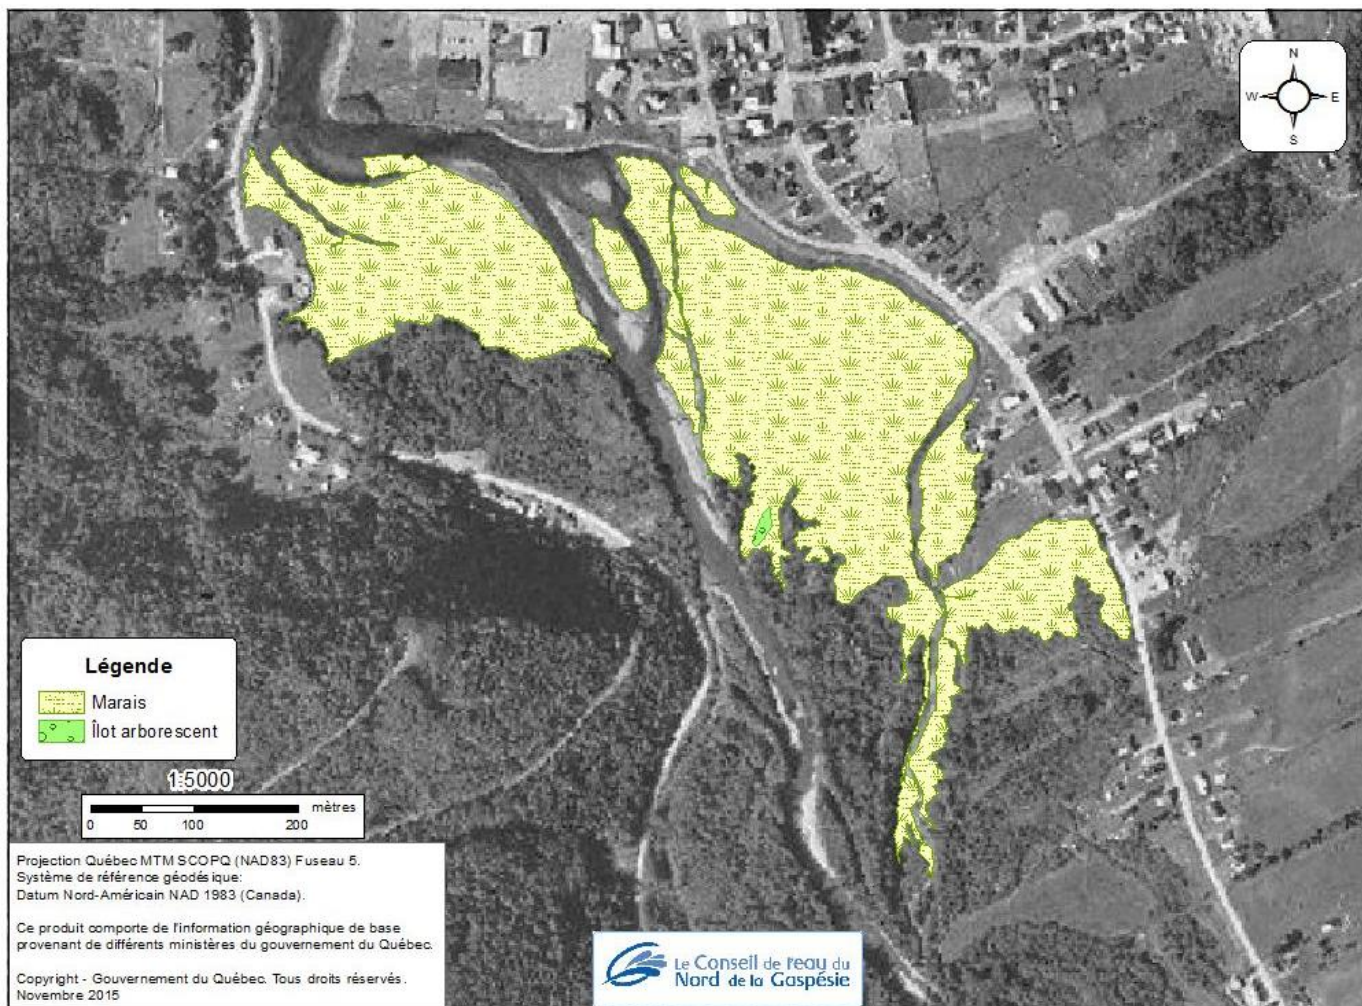 N
W E
S
Légende
Marais
Îlot arborescent
1:5000
mètres
0 50 100 200
Projection Québec MTM SCOPQ (NAD83) Fuseau 5.
Système de référence géodésique:
Datum Nord-Américain NAD 1983 (Canada).
Ce produit comporte de l'information géographique de base
provenant de différents ministères du gouvernement du Québec.
Copyright - Gouvernement du Québec. Tous droits réservés.
Novembre 2015
Le Conseil de l'eau du
Nord de la Gaspésie